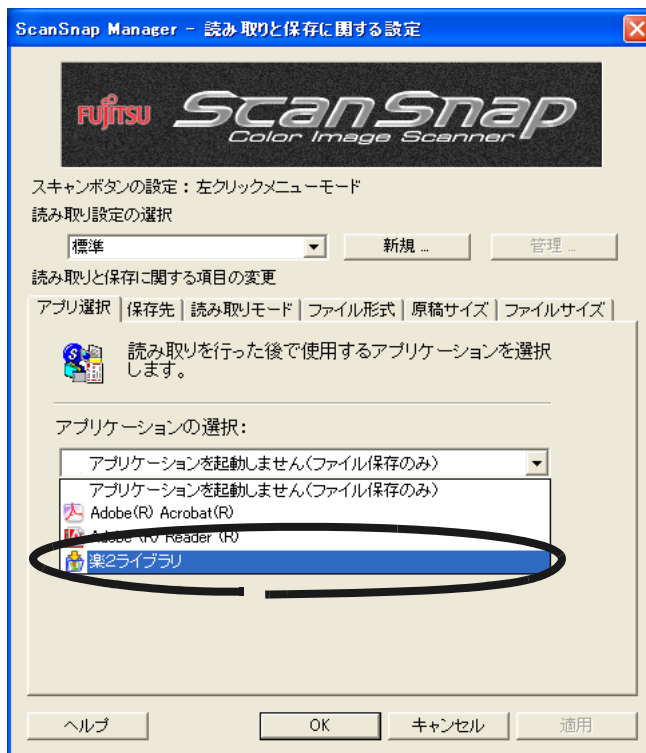 ScanSnap Manager - 読み取りと保存に関する設定
FUJITSU ScanSnap
Color Image Scanner
スキャンボタンの設定：左クリックメニューモード
読み取り設定の選択
標準 新規 ... 管理 ...
読み取りと保存に関する項目の変更
アプリ選択 保存先 読み取りモード ファイル形式 原稿サイズ ファイルサイズ
読み取りを行った後で使用するアプリケーションを選択
します。
アプリケーションの選択：
アプリケーションを起動しません(ファイル保存のみ)
アプリケーションを起動しません(ファイル保存のみ)
Adobe(R) Acrobat(R)
Adobe (R) Reader (R)
楽2ライブラリ
ヘルプ OK キャンセル 適用